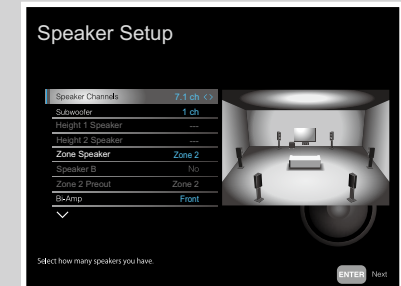 Speaker Setup
Speaker Channels 7.1 ch <>
Subwoofer 1 ch
Height 1 Speaker ---
Height 2 Speaker ---
Zone Speaker Zone 2
Speaker B No
Zone 2 Preout Zone 2
Bi-Amp Front
Select how many speakers you have.
ENTER Next